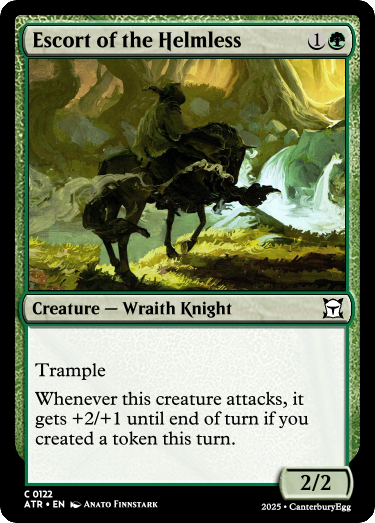 Escort of the Helmless 1
Creature — Wraith Knight
Trample
Whenever this creature attacks, it
gets +2/+1 until end of turn if you
created a token this turn.
2/2
C 0122
ATR • EN Anato Finnstark
2025 • CanterburyEgg